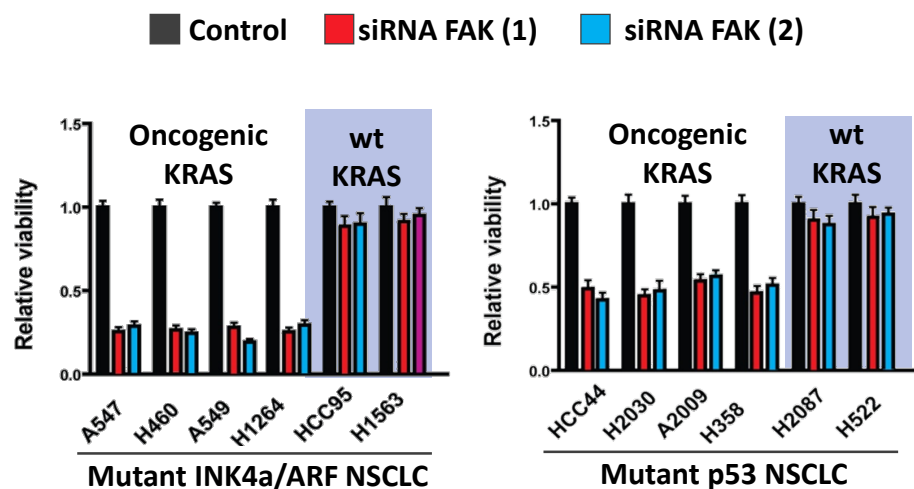 Control siRNA FAK (1) siRNA FAK (2)
Oncogenic
KRAS
wt
KRAS
Relative viability
1.5
1.0
0.5
0.0
A547
H460
A549
H1264
HCC95
H1563
Mutant INK4a/ARF NSCLC
Oncogenic
KRAS
wt
KRAS
Relative viability
1.5
1.0
0.5
0.0
HCC44
H2030
A2009
H358
H2087
H522
Mutant p53 NSCLC